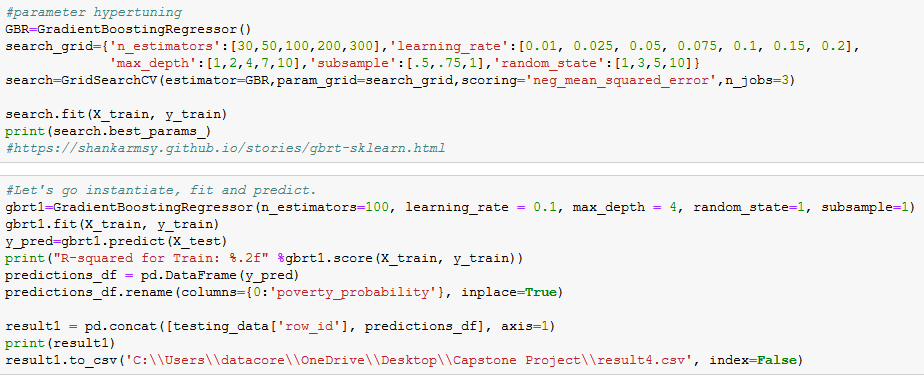 #parameter hypertuning
GBR=GradientBoostingRegressor()
search_grid={'n_estimators':[30,50,100,200,300],'learning_rate':[0.01, 0.025, 0.05, 0.075, 0.1, 0.15, 0.2],
'max_depth':[1,2,4,7,10],'subsample':[.5,.75,1],'random_state':[1,3,5,10]}
search=GridSearchCV(estimator=GBR,param_grid=search_grid,scoring='neg_mean_squared_error',n_jobs=3)
search.fit(X_train, y_train)
print(search.best_params_)
#https://shankarmsy.github.io/stories/gbrt-sklearn.html
#Let's go instantiate, fit and predict.
gbrt1=GradientBoostingRegressor(n_estimators=100, learning_rate = 0.1, max_depth = 4, random_state=1, subsample=1)
gbrt1.fit(X_train, y_train)
y_pred=gbrt1.predict(X_test)
print("R-squared for Train: %.2f" %gbrt1.score(X_train, y_train))
predictions_df = pd.DataFrame(y_pred)
predictions_df.rename(columns={0:'poverty_probability'}, inplace=True)
result1 = pd.concat([testing_data['row_id'], predictions_df], axis=1)
print(result1)
result1.to_csv('C:\\Users\\datacore\\OneDrive\\Desktop\\Capstone Project\\result4.csv', index=False)